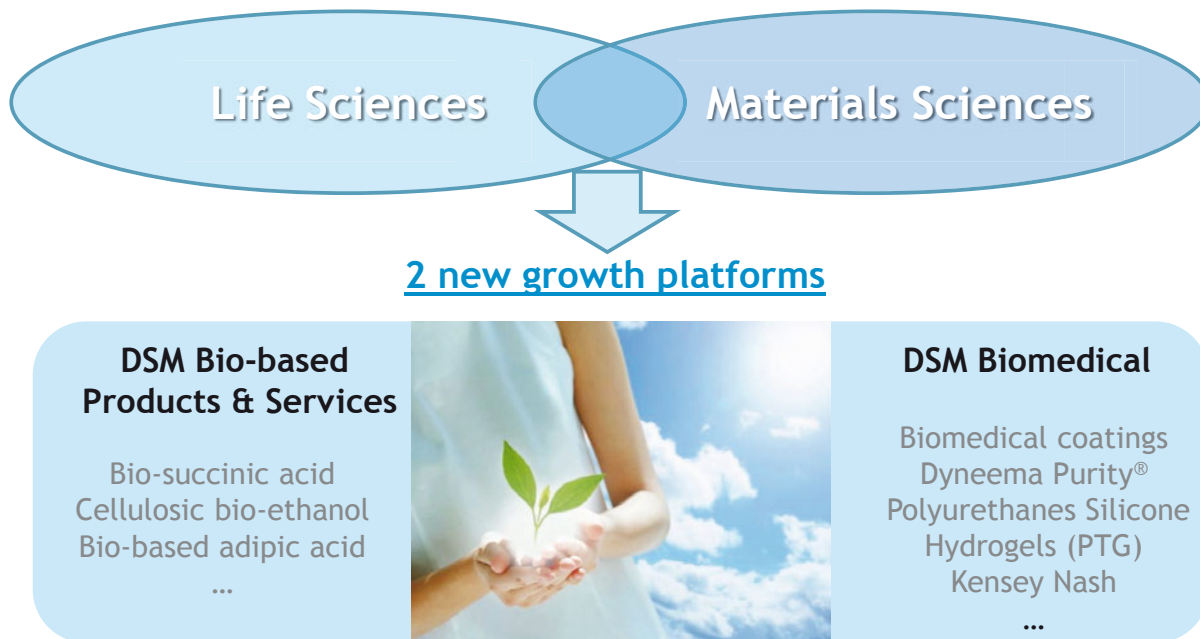 Life Sciences
Materials Sciences
2 new growth platforms
DSM Bio-based
Products & Services
Bio-succinic acid
Cellulosic bio-ethanol
Bio-based adipic acid
...
DSM Biomedical
Biomedical coatings
Dyneema Purity®
Polyurethanes Silicone
Hydrogels (PTG)
Kensey Nash
...